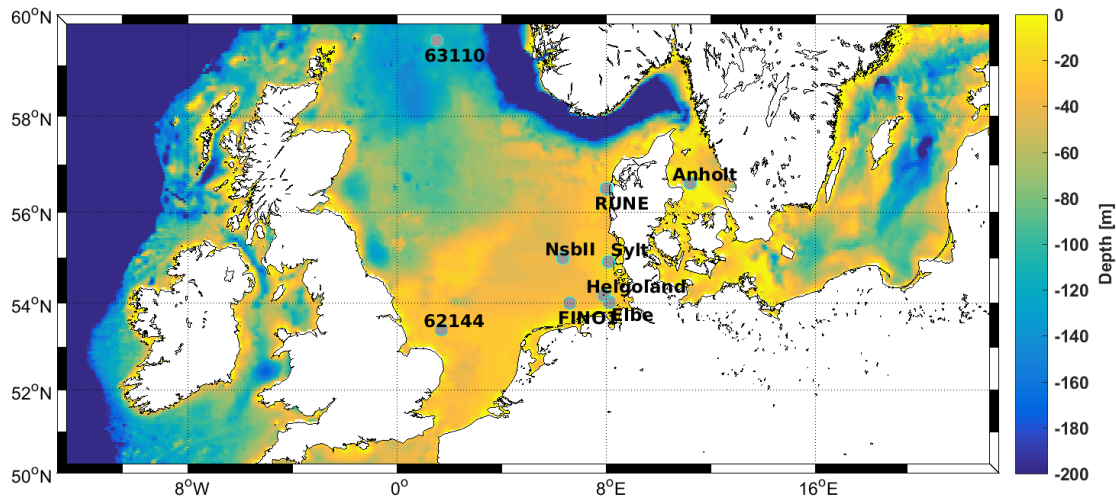 60°N
58°N
56°N
54°N
52°N
50°N
8°W
0°
8°E
16°E
63110
Anholt
RUNE
NsbII
Sylt
Helgoland
FINO1
Elbe
62144
0
-20
-40
-60
-80
-100
-120
-140
-160
-180
-200
Depth [m]